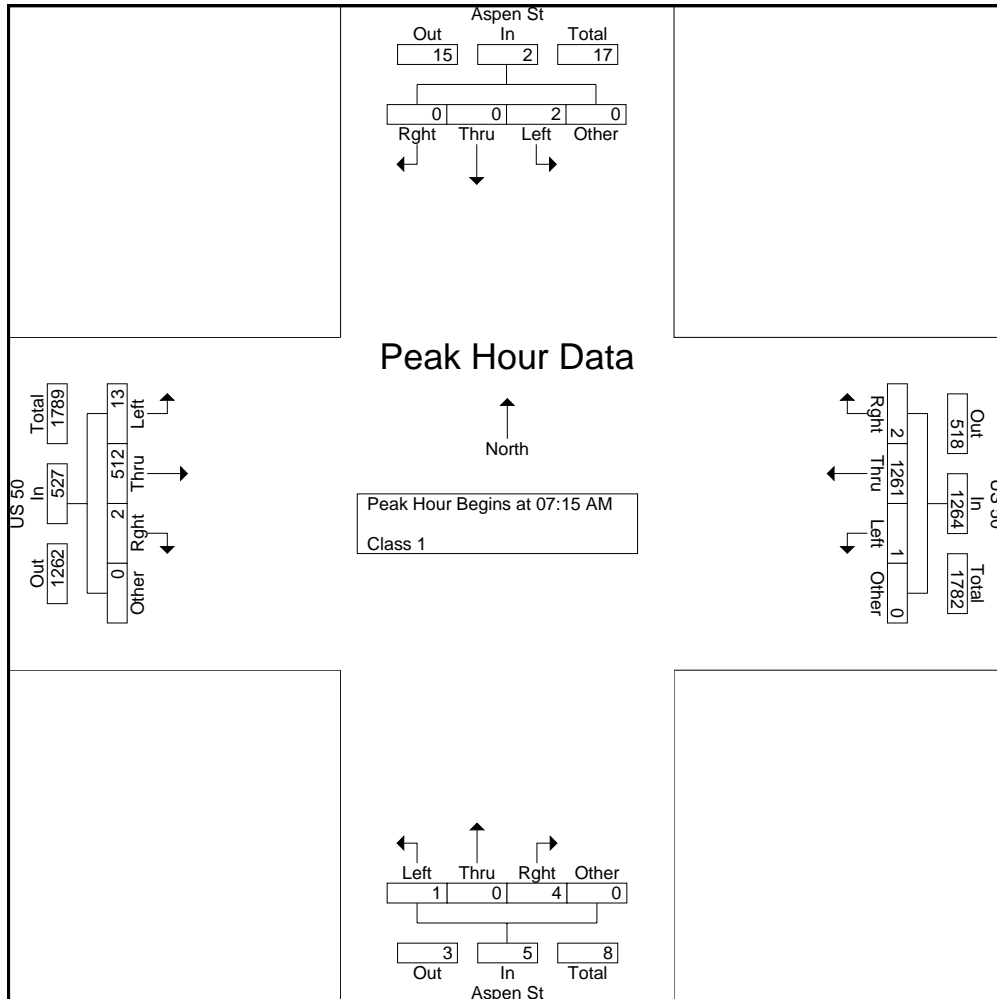 Aspen St
Out In Total
15 2 17
0 0 2 0
Rght Thru Left Other
Peak Hour Data
North
Peak Hour Begins at 07:15 AM
Class 1
US 50
Out In Total
1262 527 1789
13 512 2 0
Left Thru Rght Other
Out In Total
518 1264 1782
2 1261 1 0
Rght Thru Left Other
US 50
Left Thru Rght Other
1 0 4 0
3 5 8
Out In Total
Aspen St